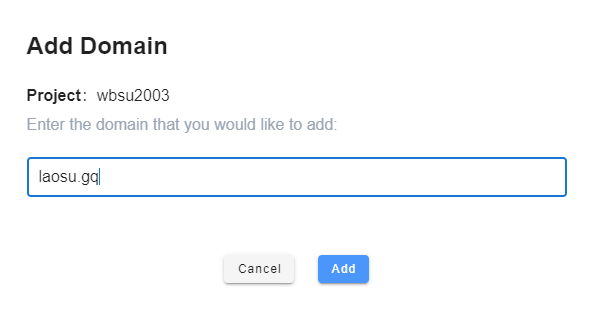 Add Domain
Project：wbsu2003
Enter the domain that you would like to add:
laosu.gq
Cancel Add